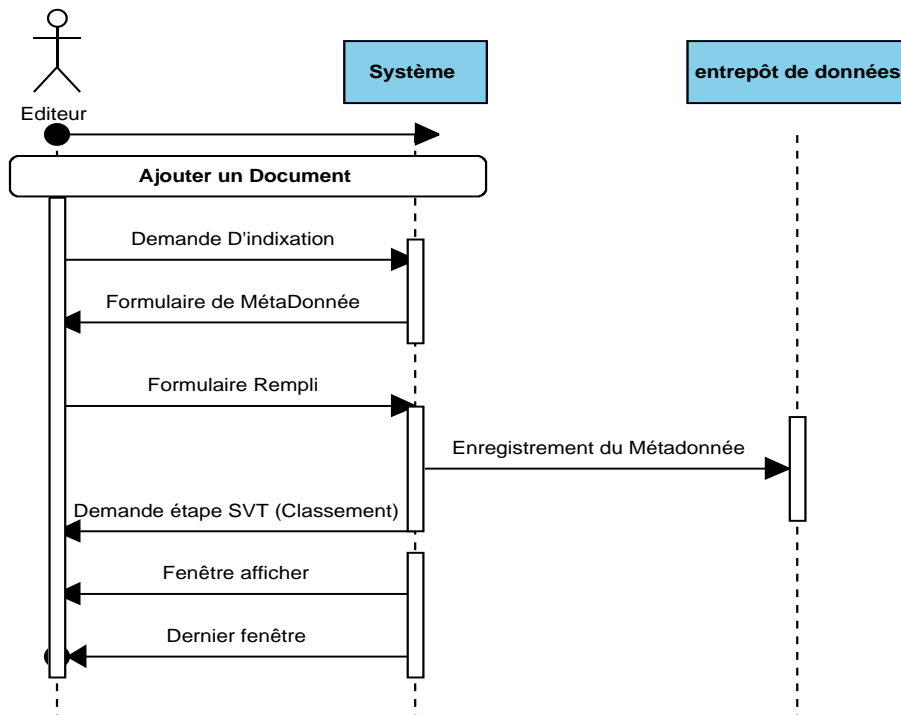 Système
entrepôt de données
Editeur
Ajouter un Document
Demande D'indixation
Formulaire de MétaDonnée
Formulaire Rempli
Enregistrement du Métadonnée
Demande étape SVT (Classement)
Fenêtre afficher
Dernier fenêtre